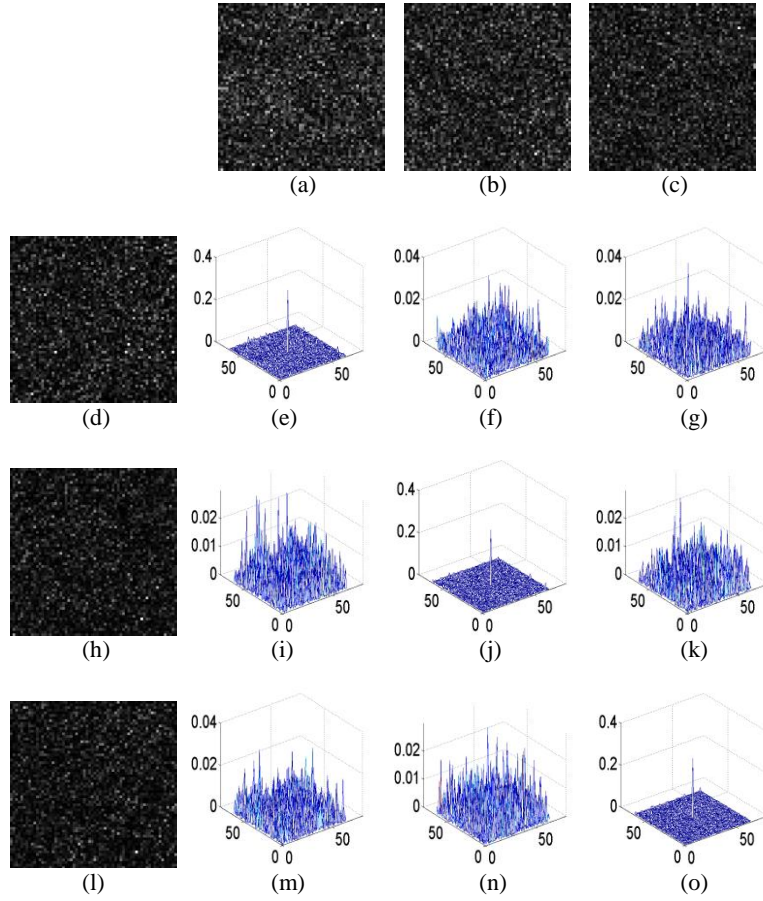 (a) (b) (c)
0.4 0.04 0.04
0.2 0.02 0.02
0 0 0
50 50 50 50 50 50
0 0 0 0 0 0
(d) (e) (f) (g)
0.02 0.4 0.02
0.01 0.2 0.01
0 0 0
50 50 50 50 50 50
0 0 0 0 0 0
(h) (i) (j) (k)
0.04 0.02 0.4
0.02 0.01 0.2
0 0 0
50 50 50 50 50 50
0 0 0 0 0 0
(l) (m) (n) (o)